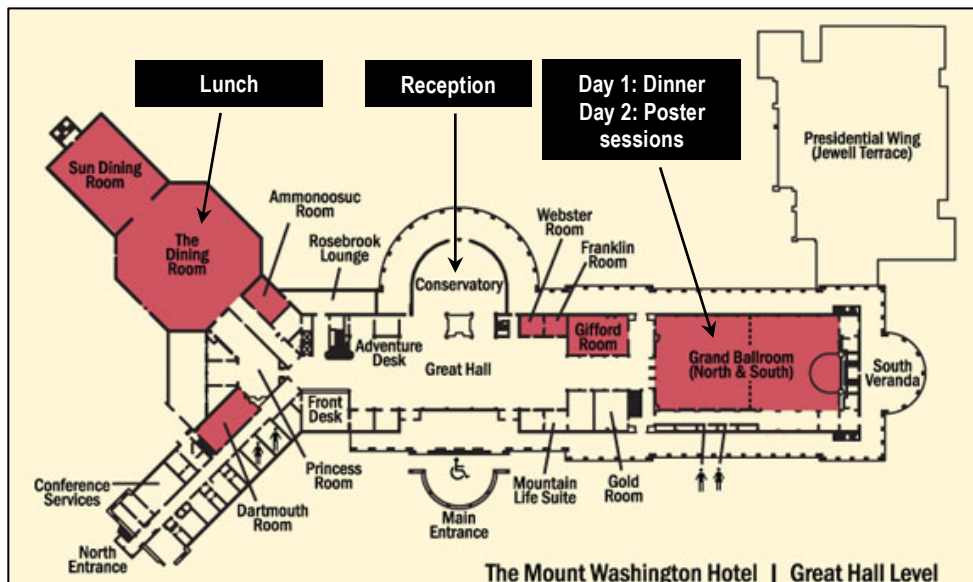 Lunch
Reception
Day 1: Dinner
Day 2: Poster
sessions
Presidential Wing
(Jewell Terrace)
Sun Dining
Room
Ammonoosuc
Room
The
Dining
Room
Rosebrook
Lounge
Webster
Room
Franklin
Room
Conservatory
Adventure
Desk
Great Hall
Gifford
Room
Grand Ballroom
(North & South)
South
Veranda
Front
Desk
Princess
Room
Conference
Services
Dartmouth
Room
North
Entrance
Main
Entrance
Mountain
Life Suite
Gold
Room
The Mount Washington Hotel | Great Hall Level